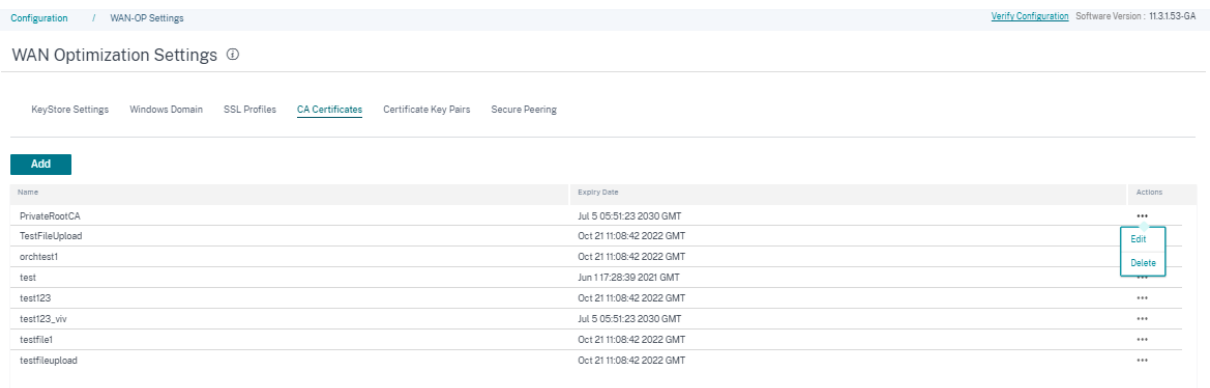 Configuration / WAN-OP Settings Verify Configuration Software Version : 11.3.1.53-GA
WAN Optimization Settings
KeyStore Settings Windows Domain SSL Profiles CA Certificates Certificate Key Pairs Secure Peering
Add
Name Expiry Date Actions
PrivateRootCA Jul 5 05:51:23 2030 GMT
TestFileUpload Oct 21 11:08:42 2022 GMT
Edit
orchtest1 Oct 21 11:08:42 2022 GMT
Delete
test Jun 1 17:28:39 2021 GMT
test123 Oct 21 11:08:42 2022 GMT
test123_viv Jul 5 05:51:23 2030 GMT
testfile1 Oct 21 11:08:42 2022 GMT
testfileupload Oct 21 11:08:42 2022 GMT